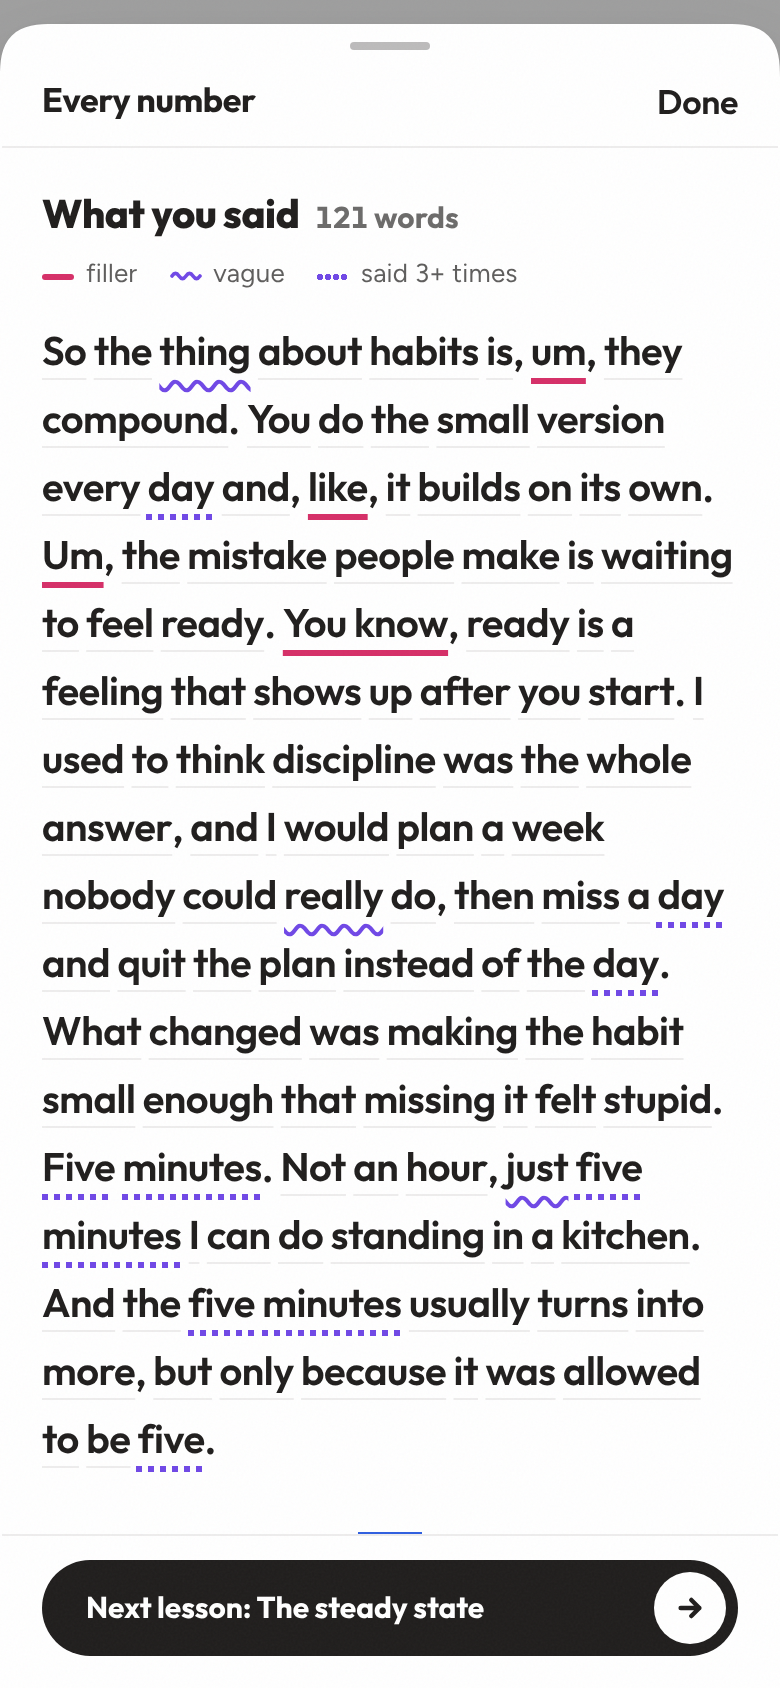 Every number
Done
What you said 121 words
filler vague said 3+ times
So the thing about habits is, um, they
compound. You do the small version
every day and, like, it builds on its own.
Um, the mistake people make is waiting
to feel ready. You know, ready is a
feeling that shows up after you start. I
used to think discipline was the whole
answer, and I would plan a week
nobody could really do, then miss a day
and quit the plan instead of the day.
What changed was making the habit
small enough that missing it felt stupid.
Five minutes. Not an hour, just five
minutes I can do standing in a kitchen.
And the five minutes usually turns into
more, but only because it was allowed
to be five.
Next lesson: The steady state